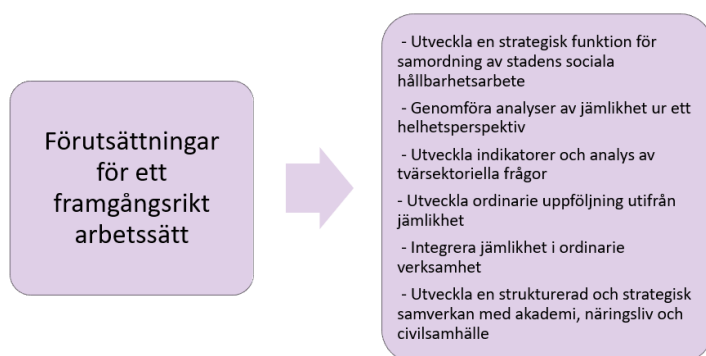 Förutsättningar
för ett
framgångsrikt
arbetssätt
- Utveckla en strategisk funktion för
samordning av stadens sociala
hållbarhetsarbete
- Genomföra analyser av jämlikhet ur ett
helhetsperspektiv
- Utveckla indikatorer och analys av
tvärsektoriella frågor
- Utveckla ordinarie uppföljning utifrån
jämlikhet
- Integrera jämlikhet i ordinarie
verksamhet
- Utveckla en strukturerad och strategisk
samverkan med akademi, näringsliv och
civilsamhälle